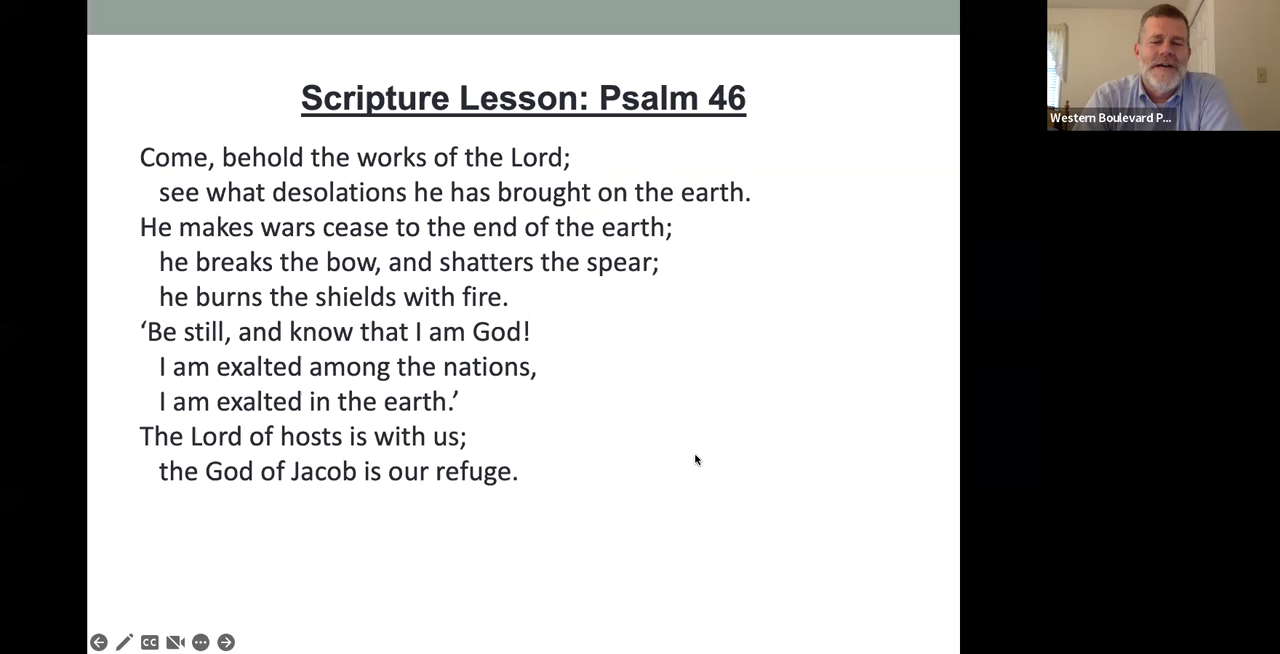 Scripture Lesson: Psalm 46
Come, behold the works of the Lord;
see what desolations he has brought on the earth.
He makes wars cease to the end of the earth;
he breaks the bow, and shatters the spear;
he burns the shields with fire.
‘Be still, and know that I am God!
I am exalted among the nations,
I am exalted in the earth.’
The Lord of hosts is with us;
the God of Jacob is our refuge.
Western Boulevard P...
CC